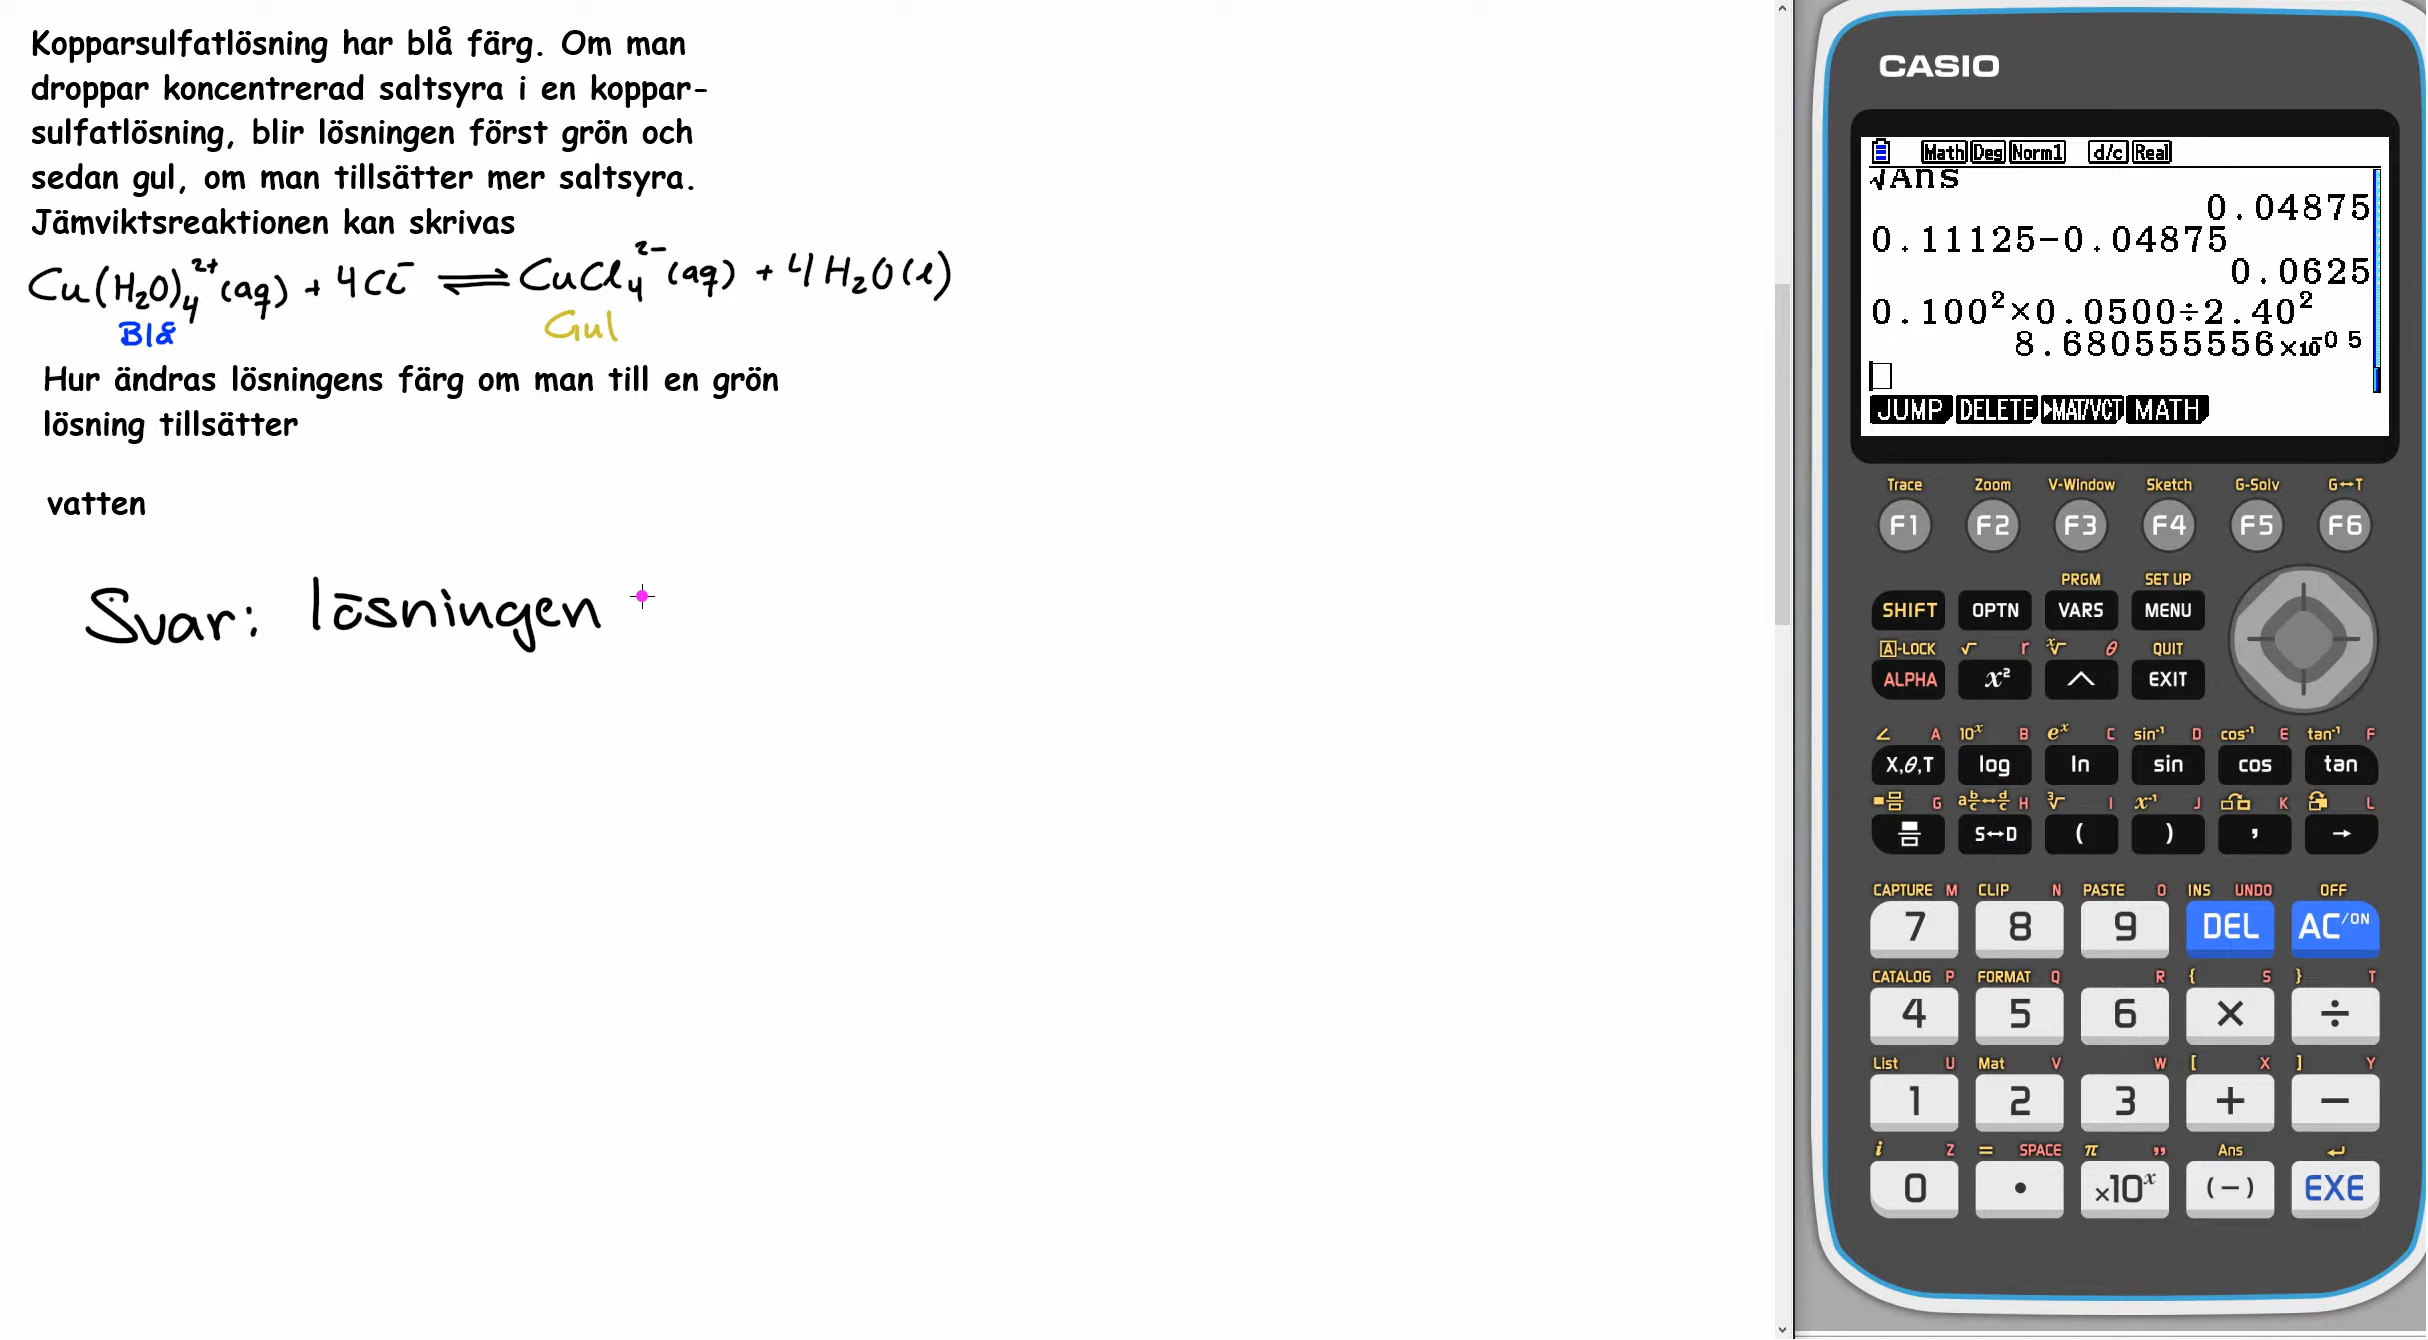 Kopparsulfatlösning har blå färg. Om man
droppar koncentrerad saltsyra i en koppar-
sulfatlösning, blir lösningen först grön och
sedan gul, om man tillsätter mer saltsyra.
Jämviktsreaktionen kan skrivas
Cu(H₂O)₄²⁺(aq) + 4Cl⁻ ⇌ CuCl₄²⁻(aq) + 4H₂O(l)
Blå Gul
Hur ändras lösningens färg om man till en grön
lösning tillsätter
vatten
Svar: lösningen
CASIO
Math Deg Norm1 d/c Real
√Ans
0.04875
0.11125-0.04875
0.0625
0.100²×0.0500÷2.40²
8.680555556×10⁻⁰⁵
JUMP DELETE ▶MAT/VCT MATH
Trace Zoom V-Window Sketch G-Solv G↔T
F1 F2 F3 F4 F5 F6
PRGM SET UP
SHIFT OPTN VARS MENU
A-LOCK √ r ˣ√ θ QUIT
ALPHA x² ^ EXIT
∠ A 10ˣ B eˣ C sin⁻¹ D cos⁻¹ E tan⁻¹ F
X,θ,T log ln sin cos tan
G a b/c↔d/c H ³√ I x⁻¹ J K L
S↔D ( ) , →
CAPTURE M CLIP N PASTE O INS UNDO OFF
7 8 9 DEL AC/ON
CATALOG P FORMAT Q R { S } T
4 5 6 × ÷
List U Mat V W [ X ] Y
1 2 3 + −
i Z = SPACE π " Ans ↵
0 . ×10ˣ (−) EXE